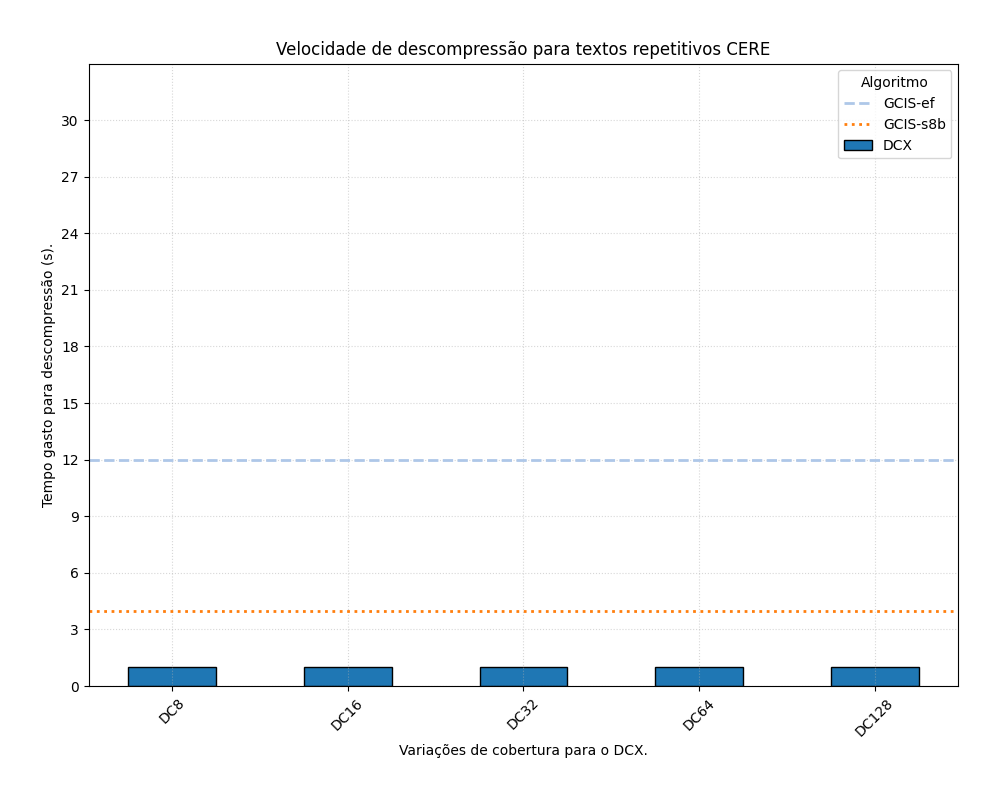 Velocidade de descompressão para textos repetitivos CERE
Algoritmo
GCIS-ef
GCIS-s8b
DCX
Tempo gasto para descompressão (s).
30
27
24
21
18
15
12
9
6
3
0
DC8
DC16
DC32
DC64
DC128
Variações de cobertura para o DCX.